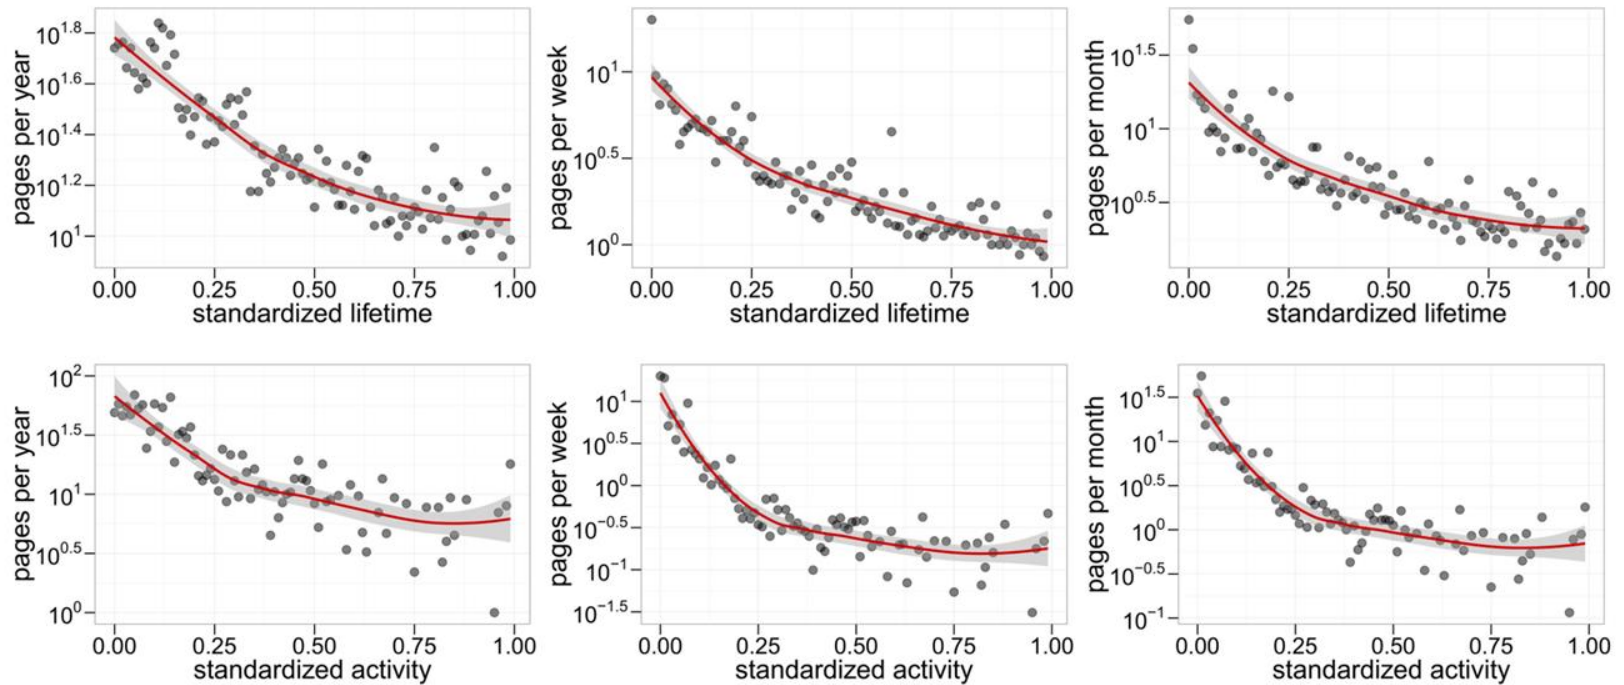 pages per year
10^1.8
10^1.6
10^1.4
10^1.2
10^1
0.00 0.25 0.50 0.75 1.00
standardized lifetime
pages per week
10^1
10^0.5
10^0
0.00 0.25 0.50 0.75 1.00
standardized lifetime
pages per month
10^1.5
10^1
10^0.5
0.00 0.25 0.50 0.75 1.00
standardized lifetime
pages per year
10^2
10^1.5
10^1
10^0.5
10^0
0.00 0.25 0.50 0.75 1.00
standardized activity
pages per week
10^1
10^0.5
10^0
10^−0.5
10^−1
10^−1.5
0.00 0.25 0.50 0.75 1.00
standardized activity
pages per month
10^1.5
10^1
10^0.5
10^0
10^−0.5
10^−1
0.00 0.25 0.50 0.75 1.00
standardized activity